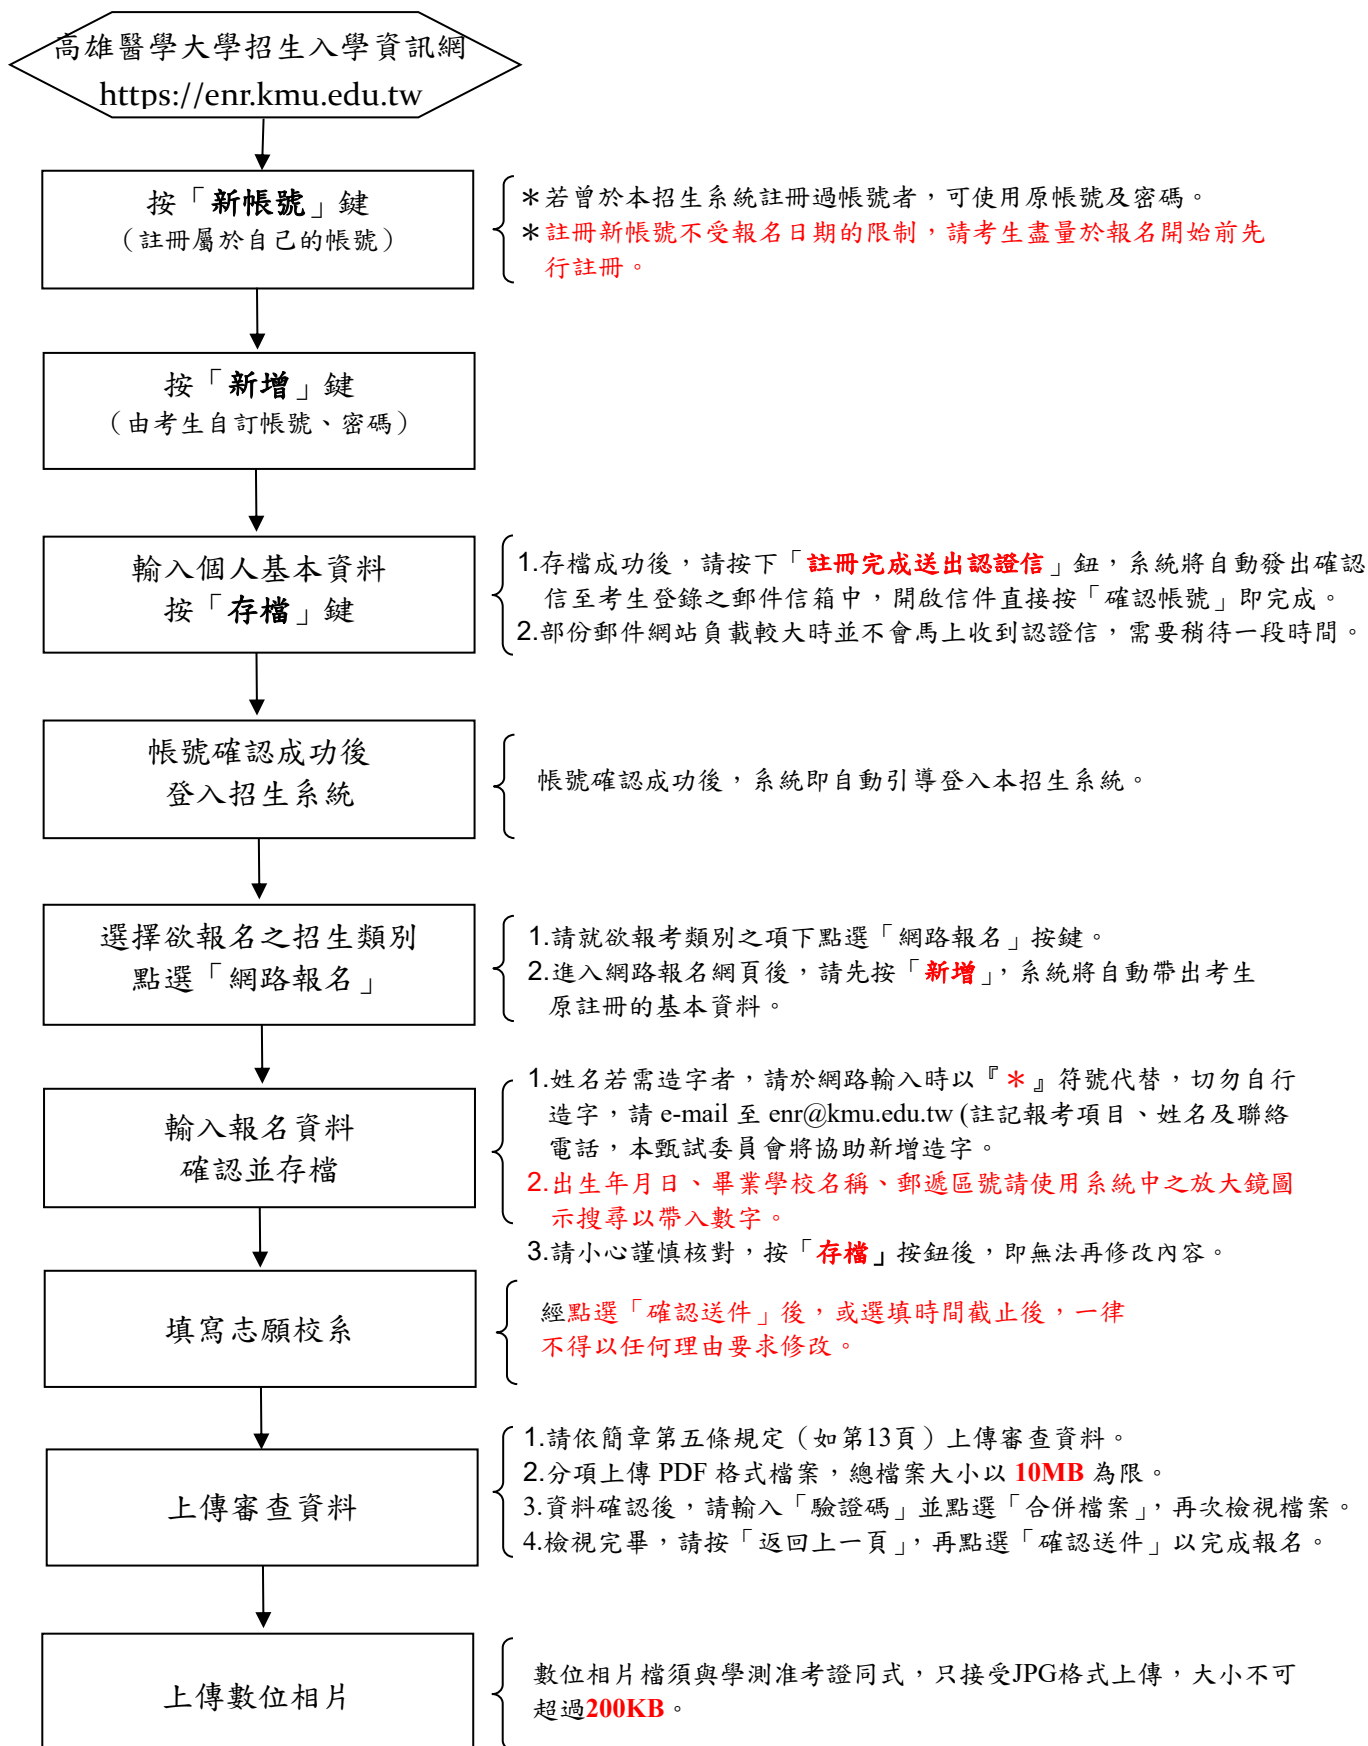 高雄醫學大學招生入學資訊網
https://enr.kmu.edu.tw
按「新帳號」鍵
（註冊屬於自己的帳號）
＊若曾於本招生系統註冊過帳號者，可使用原帳號及密碼。
＊註冊新帳號不受報名日期的限制，請考生盡量於報名開始前先
行註冊。
按「新增」鍵
（由考生自訂帳號、密碼）
輸入個人基本資料
按「存檔」鍵
1.存檔成功後，請按下「註冊完成送出認證信」鈕，系統將自動發出確認
信至考生登錄之郵件信箱中，開啟信件直接按「確認帳號」即完成。
2.部份郵件網站負載較大時並不會馬上收到認證信，需要稍待一段時間。
帳號確認成功後
登入招生系統
帳號確認成功後，系統即自動引導登入本招生系統。
選擇欲報名之招生類別
點選「網路報名」
1.請就欲報考類別之項下點選「網路報名」按鍵。
2.進入網路報名網頁後，請先按「新增」，系統將自動帶出考生
原註冊的基本資料。
輸入報名資料
確認並存檔
1.姓名若需造字者，請於網路輸入時以『＊』符號代替，切勿自行
造字，請 e-mail 至 enr@kmu.edu.tw (註記報考項目、姓名及聯絡
電話，本甄試委員會將協助新增造字。
2.出生年月日、畢業學校名稱、郵遞區號請使用系統中之放大鏡圖
示搜尋以帶入數字。
3.請小心謹慎核對，按「存檔」按鈕後，即無法再修改內容。
填寫志願校系
經點選「確認送件」後，或選填時間截止後，一律
不得以任何理由要求修改。
上傳審查資料
1.請依簡章第五條規定（如第13頁）上傳審查資料。
2.分項上傳 PDF 格式檔案，總檔案大小以 10MB 為限。
3.資料確認後，請輸入「驗證碼」並點選「合併檔案」，再次檢視檔案。
4.檢視完畢，請按「返回上一頁」，再點選「確認送件」以完成報名。
上傳數位相片
數位相片檔須與學測准考證同式，只接受JPG格式上傳，大小不可
超過200KB。